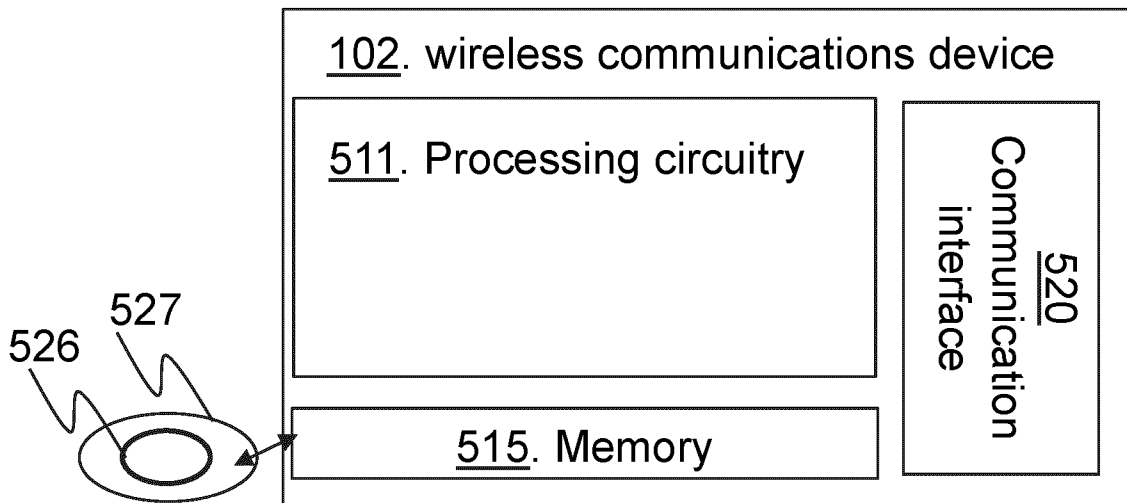 102. wireless communications device
511. Processing circuitry
520
Communication
interface
527
526
515. Memory